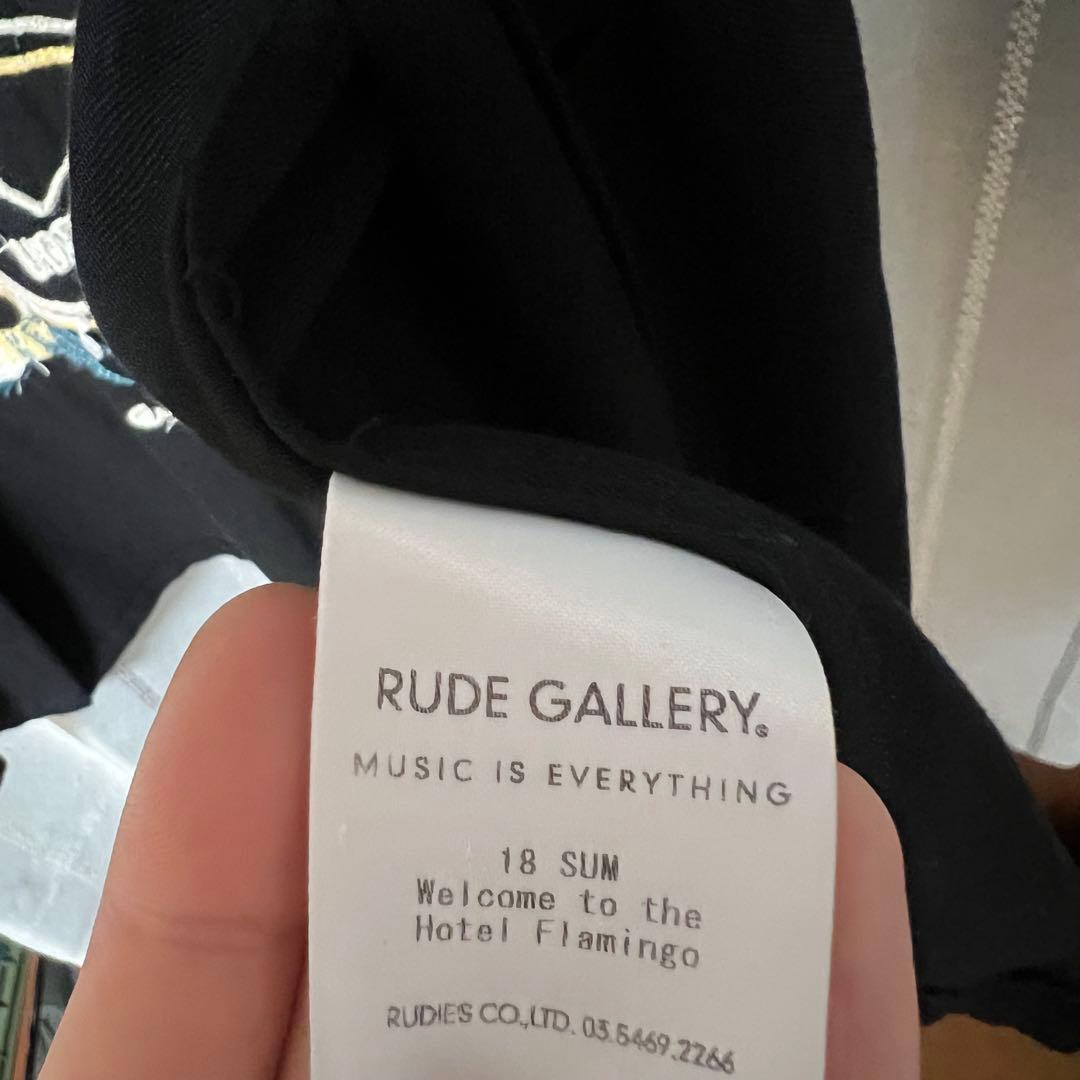 RUDE GALLERY®
MUSIC IS EVERYTHING
18 SUM
Welcome to the
Hotel Flamingo
RUDIES CO.,LTD. 03.5469.2266